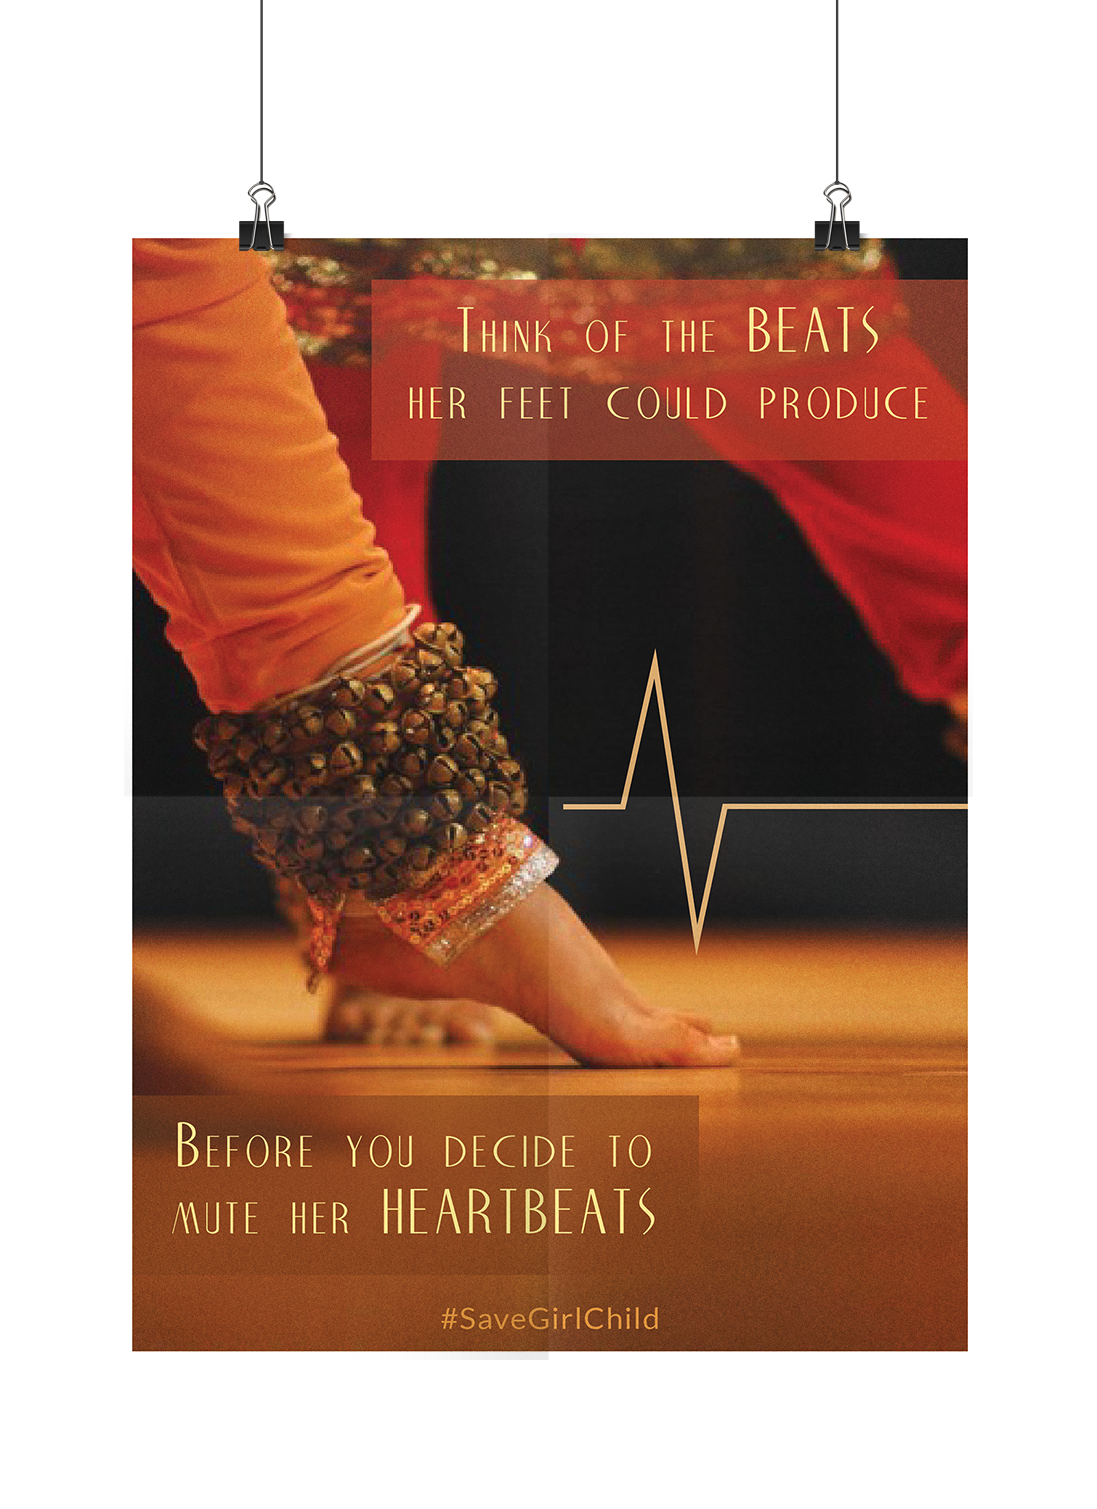 Think of the BEATS
her feet could produce
Before you decide to
mute her HEARTBEATS
#SaveGirlChild